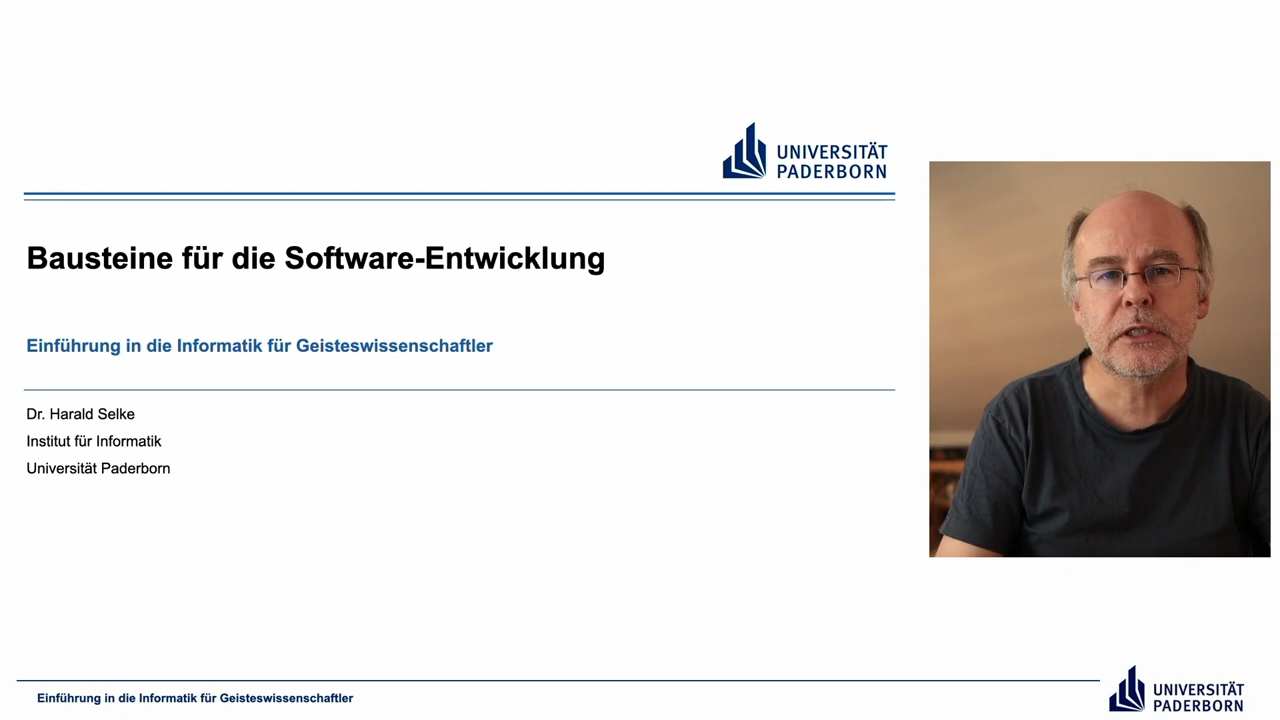 UNIVERSITÄT
PADERBORN
Bausteine für die Software-Entwicklung
Einführung in die Informatik für Geisteswissenschaftler
Dr. Harald Selke
Institut für Informatik
Universität Paderborn
Einführung in die Informatik für Geisteswissenschaftler
UNIVERSITÄT
PADERBORN